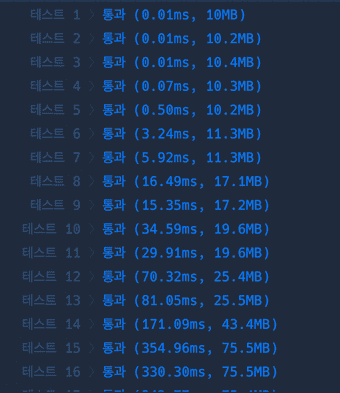 테스트 1 〉 통과 (0.01ms, 10MB)
테스트 2 〉 통과 (0.01ms, 10.2MB)
테스트 3 〉 통과 (0.01ms, 10.4MB)
테스트 4 〉 통과 (0.07ms, 10.3MB)
테스트 5 〉 통과 (0.50ms, 10.2MB)
테스트 6 〉 통과 (3.24ms, 11.3MB)
테스트 7 〉 통과 (5.92ms, 11.3MB)
테스트 8 〉 통과 (16.49ms, 17.1MB)
테스트 9 〉 통과 (15.35ms, 17.2MB)
테스트 10 〉 통과 (34.59ms, 19.6MB)
테스트 11 〉 통과 (29.91ms, 19.6MB)
테스트 12 〉 통과 (70.32ms, 25.4MB)
테스트 13 〉 통과 (81.05ms, 25.5MB)
테스트 14 〉 통과 (171.09ms, 43.4MB)
테스트 15 〉 통과 (354.96ms, 75.5MB)
테스트 16 〉 통과 (330.30ms, 75.5MB)